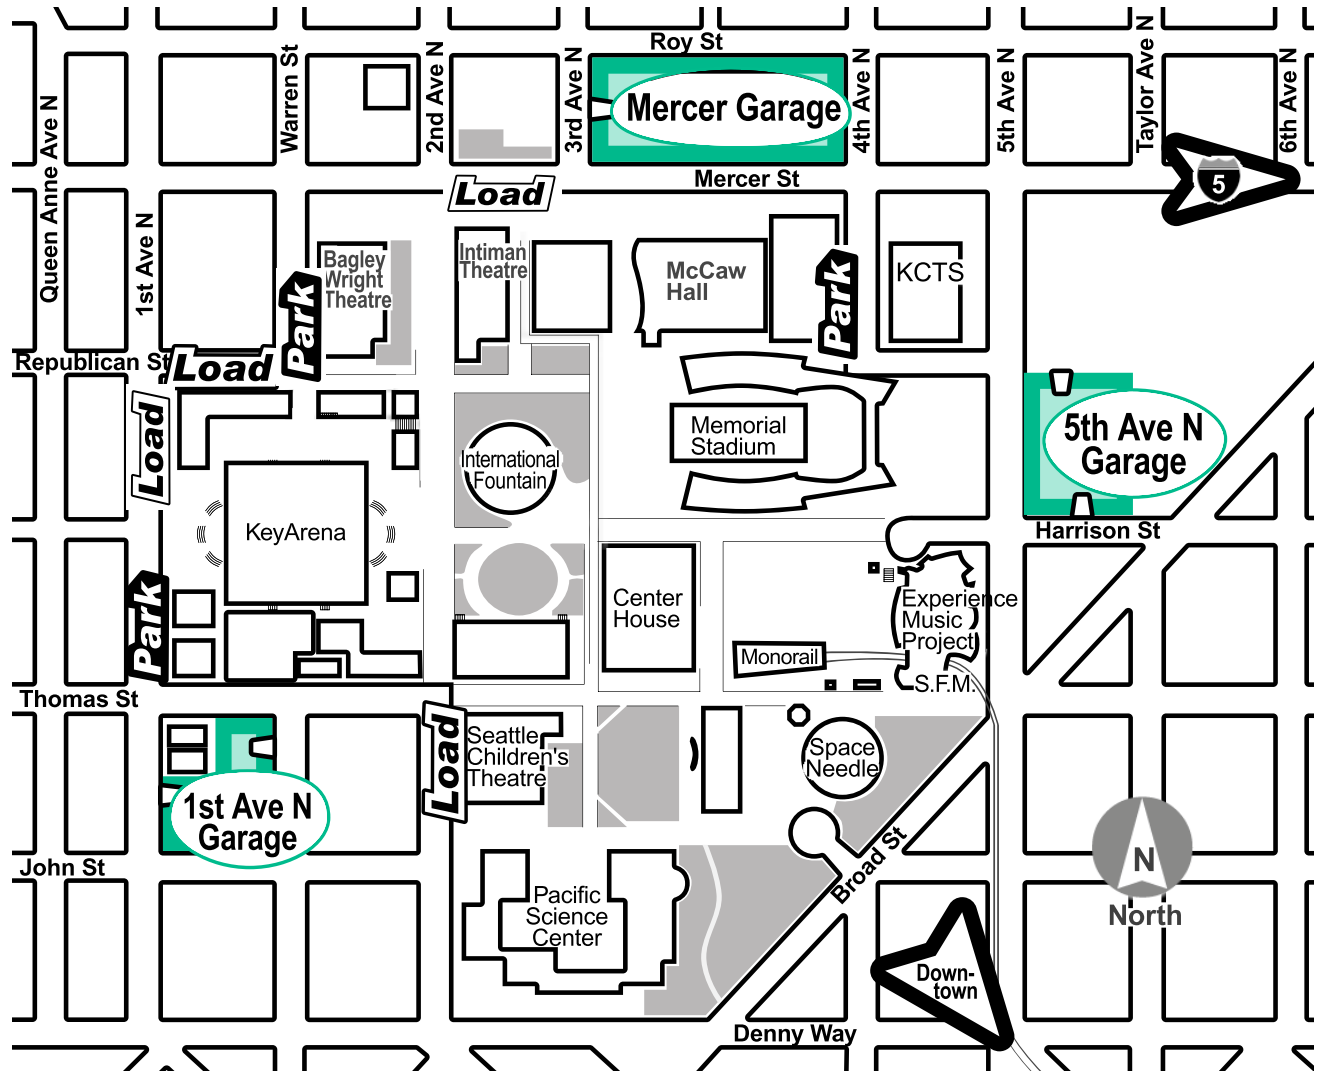 Roy St
Warren St
2nd Ave N
3rd Ave N
Mercer Garage
4th Ave N
5th Ave N
Taylor Ave N
6th Ave N
Queen Anne Ave N
1st Ave N
Mercer St
Load
5
Bagley
Wright
Theatre
Intiman
Theatre
McCaw
Hall
KCTS
Park
Park
Republican St
Load
Load
Memorial
Stadium
5th Ave N
Garage
International
Fountain
KeyArena
Harrison St
Park
Center
House
Experience
Music
Project
Monorail
S.F.M.
Thomas St
Load
Seattle
Children's
Theatre
Space
Needle
1st Ave N
Garage
John St
Broad St
N
North
Pacific
Science
Center
Down-
town
Denny Way